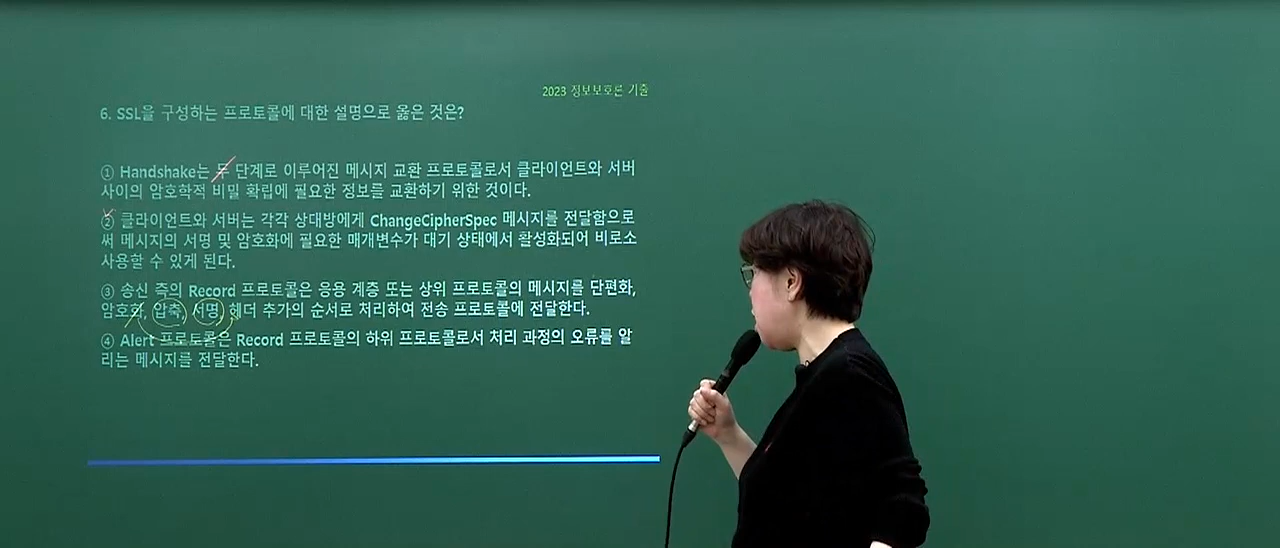 2023 정보보호론 기출
6. SSL을 구성하는 프로토콜에 대한 설명으로 옳은 것은?
① Handshake는 두 단계로 이루어진 메시지 교환 프로토콜로서 클라이언트와 서버
사이의 암호학적 비밀 확립에 필요한 정보를 교환하기 위한 것이다.
② 클라이언트와 서버는 각각 상대방에게 ChangeCipherSpec 메시지를 전달함으로
써 메시지의 서명 및 암호화에 필요한 매개변수가 대기 상태에서 활성화되어 비로소
사용할 수 있게 된다.
③ 송신 측의 Record 프로토콜은 응용 계층 또는 상위 프로토콜의 메시지를 단편화,
암호화, 압축, 서명, 헤더 추가의 순서로 처리하여 전송 프로토콜에 전달한다.
④ Alert 프로토콜은 Record 프로토콜의 하위 프로토콜로서 처리 과정의 오류를 알
리는 메시지를 전달한다.